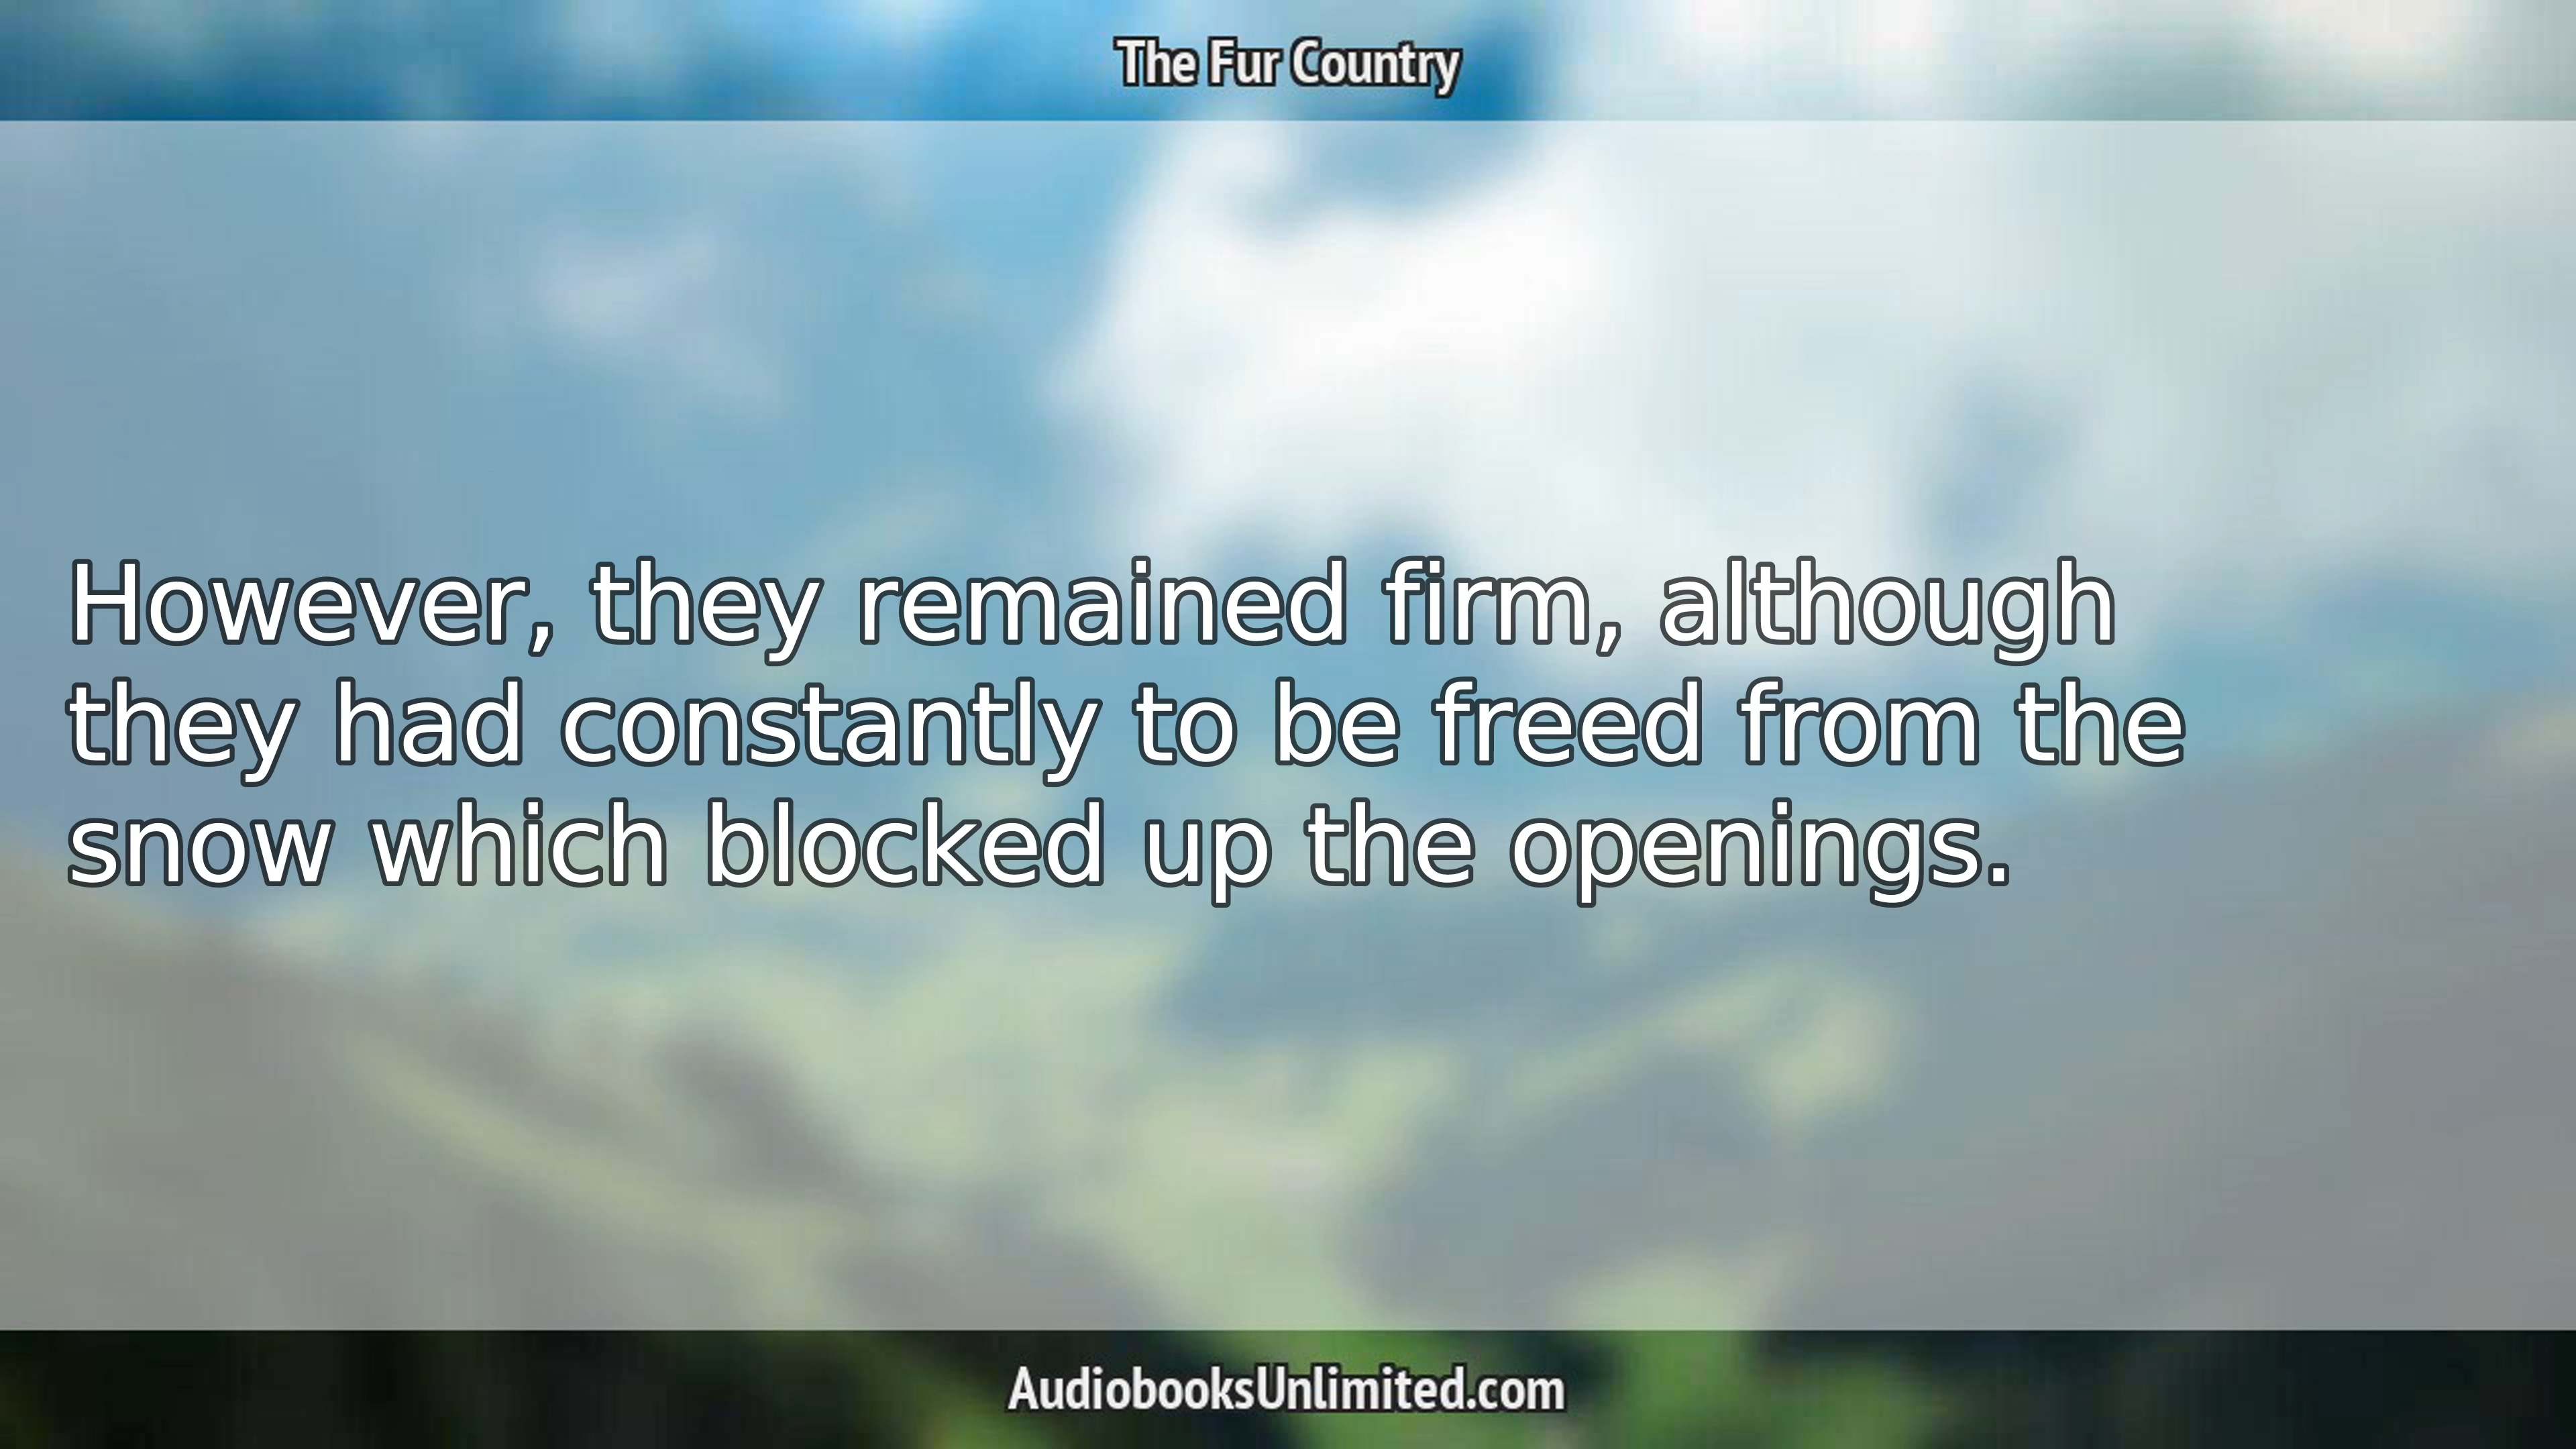 The Fur Country
However, they remained firm, although
they had constantly to be freed from the
snow which blocked up the openings.
AudiobooksUnlimited.com